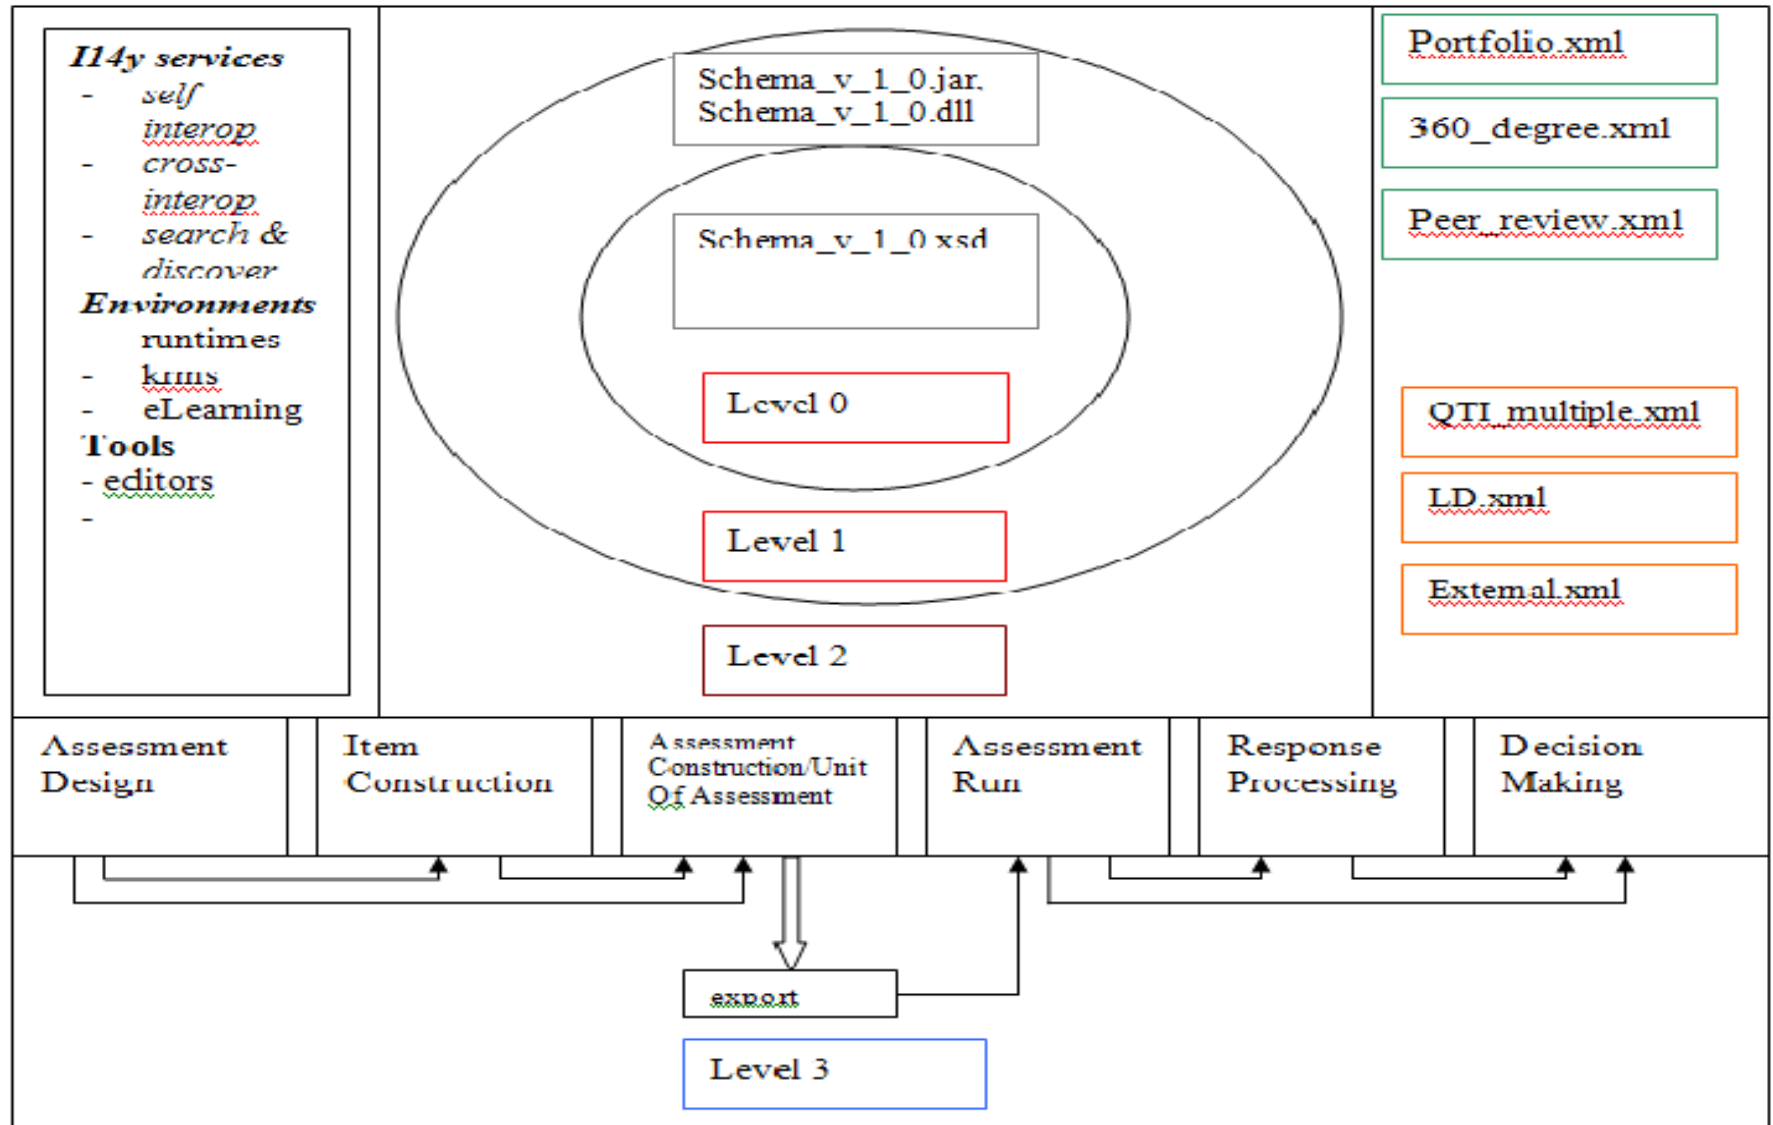 I14y services
- self
interop
- cross-
interop
- search &
discover
Environments
runtimes
- krms
- eLearning
Tools
- editors
-
Schema_v_1_0.jar,
Schema_v_1_0.dll
Schema_v_1_0.xsd
Level 0
Level 1
Level 2
Portfolio.xml
360_degree.xml
Peer_review.xml
QTI_multiple.xml
LD.xml
External.xml
Assessment
Design
Item
Construction
Assessment
Construction/Unit
Of Assessment
Assessment
Run
Response
Processing
Decision
Making
export
Level 3